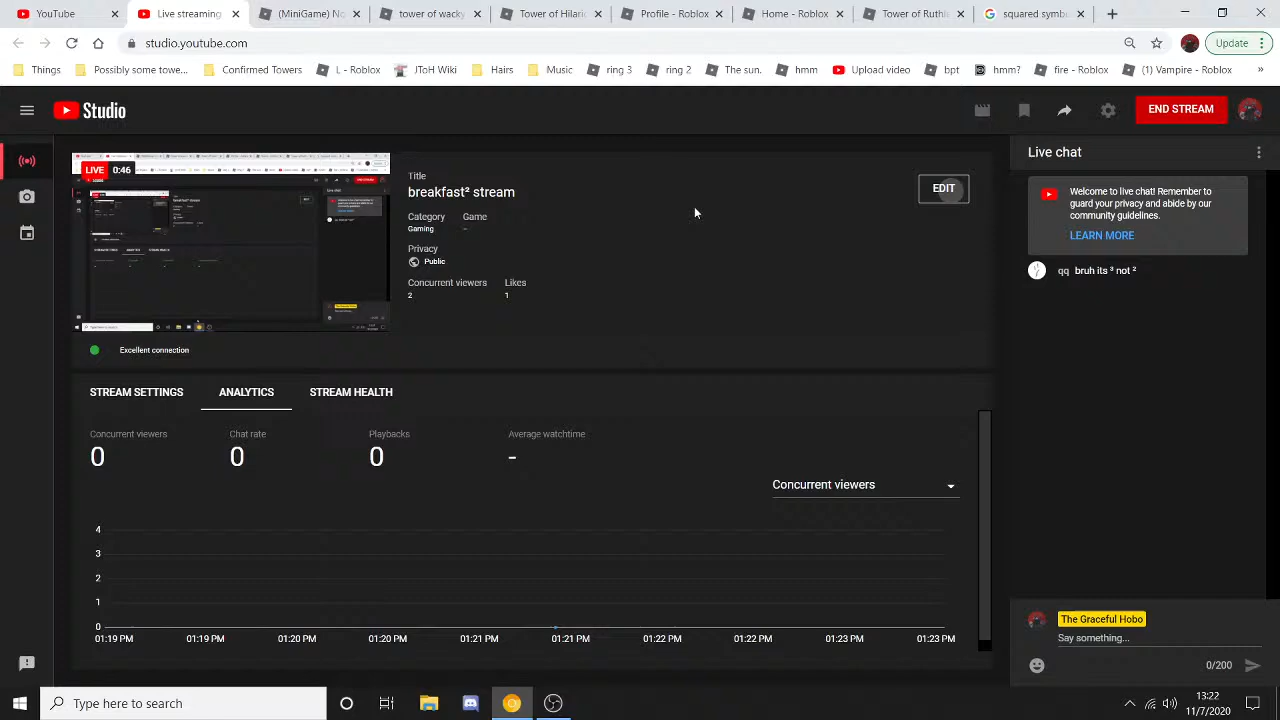 YouTube
Live streaming
(MiniGame) No
tower of wacky
Tower of
Profile - Roblox
Home - Roblox
Tower of Ruthl
squared symbo
studio.youtube.com
Update
Things
Possibly some towe...
Confirmed Towers
L - Roblox
JToH Wiki
Hairs
Music
ring 3
ring 2
The sun.
hmm
Upload video
bpt
hmm?
fire - Roblox
(1) Vampire - Roblox
Studio
END STREAM
LIVE 0:46
Title
breakfast² stream
EDIT
Category Game
Gaming –
Privacy
Public
Concurrent viewers Likes
2 1
Excellent connection
Live chat
Welcome to live chat! Remember to
guard your privacy and abide by our
community guidelines.
LEARN MORE
qq bruh its ³ not ²
STREAM SETTINGS ANALYTICS STREAM HEALTH
Concurrent viewers Chat rate Playbacks Average watchtime
0 0 0 –
Concurrent viewers
4
3
2
1
0
01:19 PM 01:19 PM 01:20 PM 01:20 PM 01:21 PM 01:21 PM 01:22 PM 01:22 PM 01:23 PM 01:23 PM
The Graceful Hobo
Say something...
0/200
Type here to search
13:22
11/7/2020